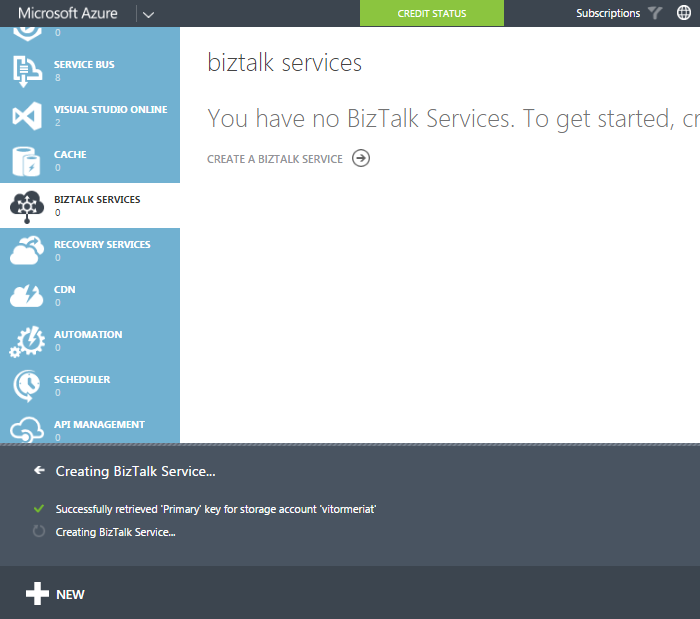 Microsoft Azure
CREDIT STATUS
Subscriptions
0
SERVICE BUS
8
VISUAL STUDIO ONLINE
2
CACHE
0
BIZTALK SERVICES
0
RECOVERY SERVICES
0
CDN
0
AUTOMATION
0
SCHEDULER
0
API MANAGEMENT
0
biztalk services
You have no BizTalk Services. To get started, cr
CREATE A BIZTALK SERVICE
Creating BizTalk Service...
Successfully retrieved 'Primary' key for storage account 'vitormeriat'
Creating BizTalk Service...
NEW